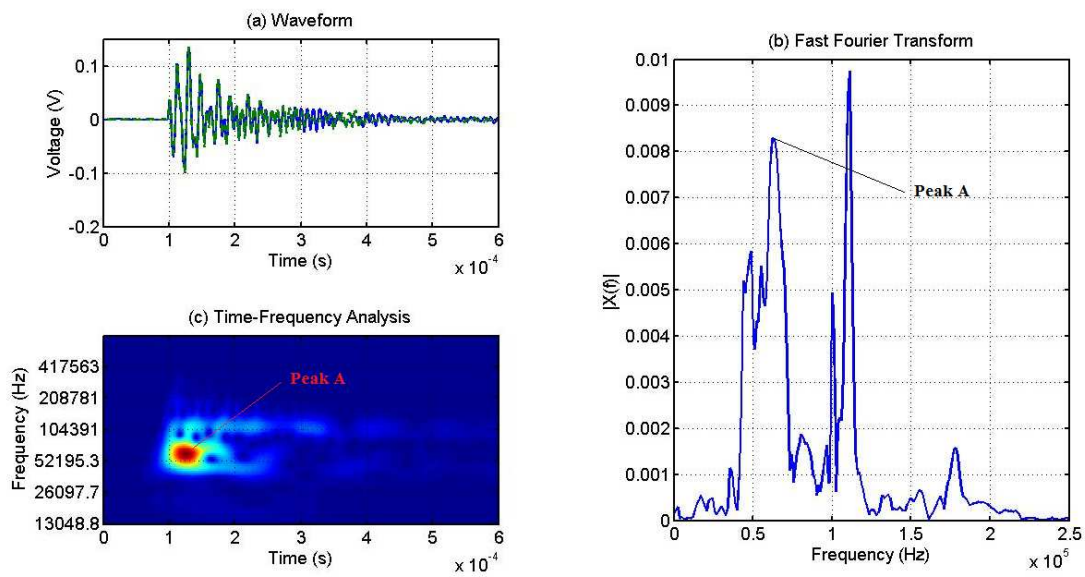 (a) Waveform
0.1
0
-0.1
-0.2
Voltage (V)
0 1 2 3 4 5 6
Time (s)
x 10-4
(c) Time-Frequency Analysis
417563
208781
104391
52195.3
26097.7
13048.8
Frequency (Hz)
Peak A
0 1 2 3 4 5 6
Time (s)
x 10-4
(b) Fast Fourier Transform
0.01
0.009
0.008
0.007
0.006
0.005
0.004
0.003
0.002
0.001
0
|X(f)|
Peak A
0 0.5 1 1.5 2 2.5
Frequency (Hz)
x 105